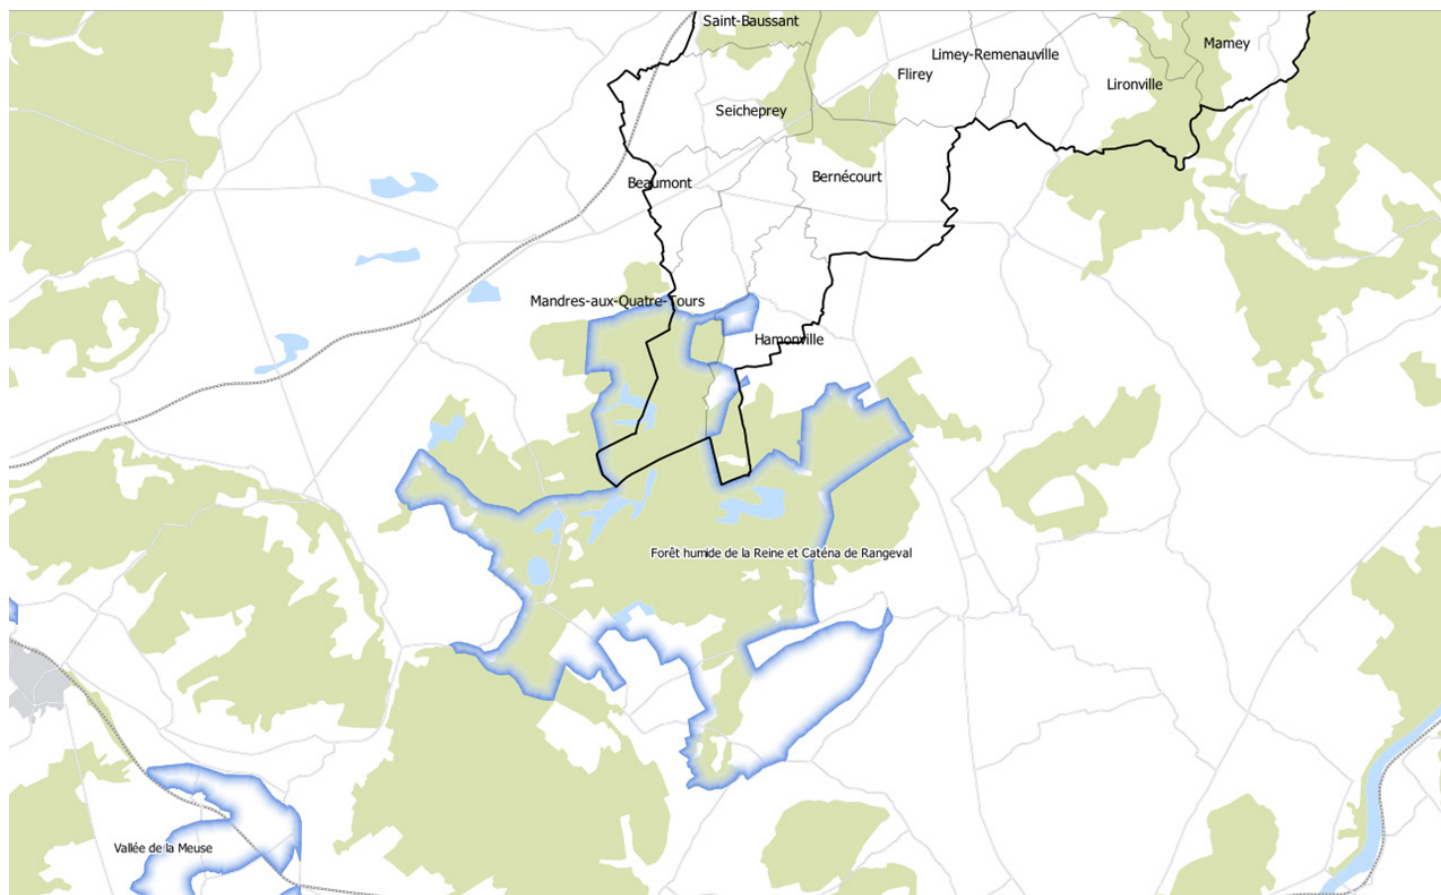 Saint-Baussant
Mamey
Limey-Remenauville
Flirey
Lironville
Seicheprey
Bernécourt
Beaumont
Mandres-aux-Quatre-Tours
Hamonville
Forêt humide de la Reine et Caténa de Rangeval
Vallée de la Meuse